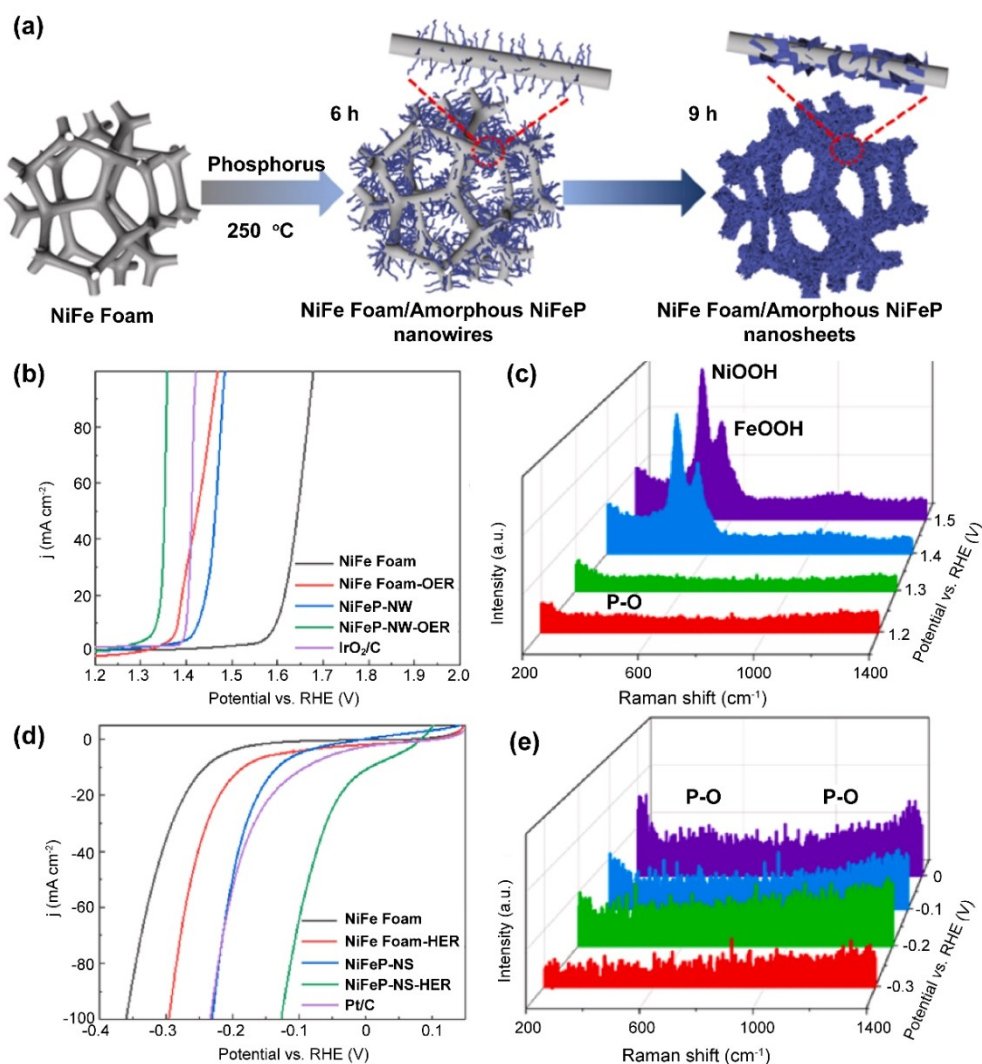 (a)
6 h
9 h
Phosphorus
250 °C
NiFe Foam
NiFe Foam/Amorphous NiFeP
nanowires
NiFe Foam/Amorphous NiFeP
nanosheets
(b)
80
60
40
20
0
j (mA cm⁻²)
NiFe Foam
NiFe Foam-OER
NiFeP-NW
NiFeP-NW-OER
IrO₂/C
1.2 1.3 1.4 1.5 1.6 1.7 1.8 1.9 2.0
Potential vs. RHE (V)
(c)
NiOOH
FeOOH
P-O
Intensity (a.u.)
200 600 1000 1400
Raman shift (cm⁻¹)
1.5
1.4
1.3
1.2
Potential vs. RHE (V)
(d)
0
-20
-40
-60
-80
-100
j (mA cm⁻²)
NiFe Foam
NiFe Foam-HER
NiFeP-NS
NiFeP-NS-HER
Pt/C
-0.4 -0.3 -0.2 -0.1 0 0.1
Potential vs. RHE (V)
(e)
P-O P-O
Intensity (a.u.)
200 600 1000 1400
Raman shift (cm⁻¹)
0
-0.1
-0.2
-0.3
Potential vs. RHE (V)